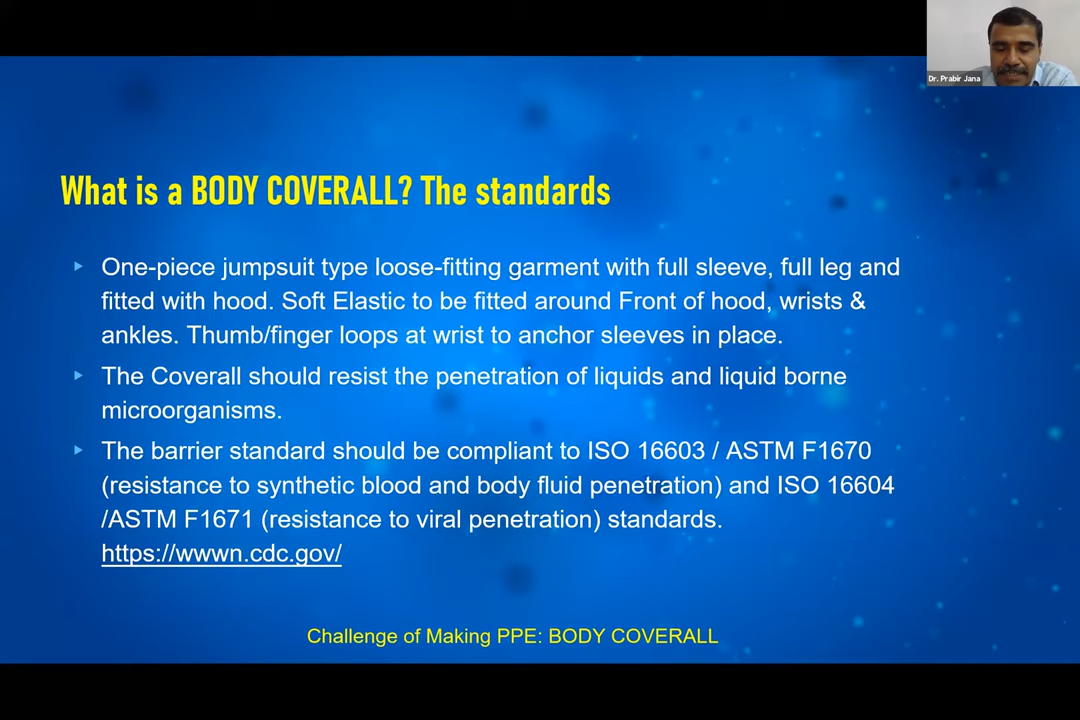 Dr. Prabir Jana
What is a BODY COVERALL? The standards
One-piece jumpsuit type loose-fitting garment with full sleeve, full leg and
fitted with hood. Soft Elastic to be fitted around Front of hood, wrists &
ankles. Thumb/finger loops at wrist to anchor sleeves in place.
The Coverall should resist the penetration of liquids and liquid borne
microorganisms.
The barrier standard should be compliant to ISO 16603 / ASTM F1670
(resistance to synthetic blood and body fluid penetration) and ISO 16604
/ASTM F1671 (resistance to viral penetration) standards.
https://wwwn.cdc.gov/
Challenge of Making PPE: BODY COVERALL